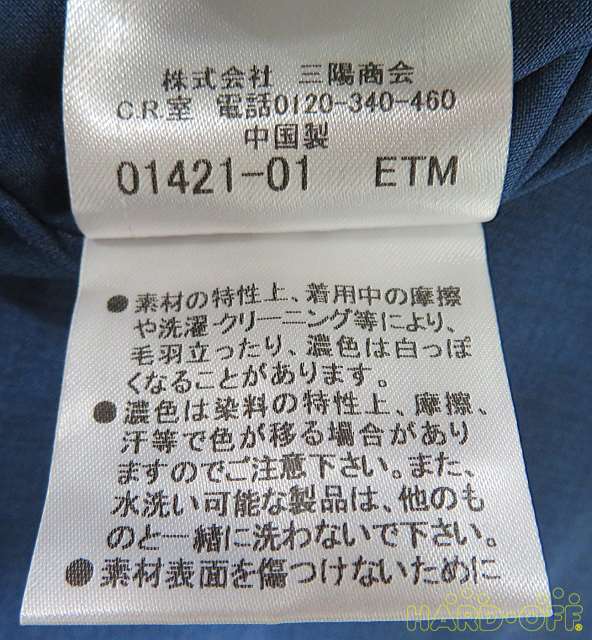 株式会社 三陽商会
C.R.室 電話0120-340-460
中国製
01421-01 ETM
●素材の特性上、着用中の摩擦
や洗濯・クリーニング等により、
毛羽立ったり、濃色は白っぽ
くなることがあります。
●濃色は染料の特性上、摩擦、
汗等で色が移る場合があり
ますのでご注意下さい。また、
水洗い可能な製品は、他のも
のと一緒に洗わないで下さい。
●素材表面を傷つけないために
HARD・OFF